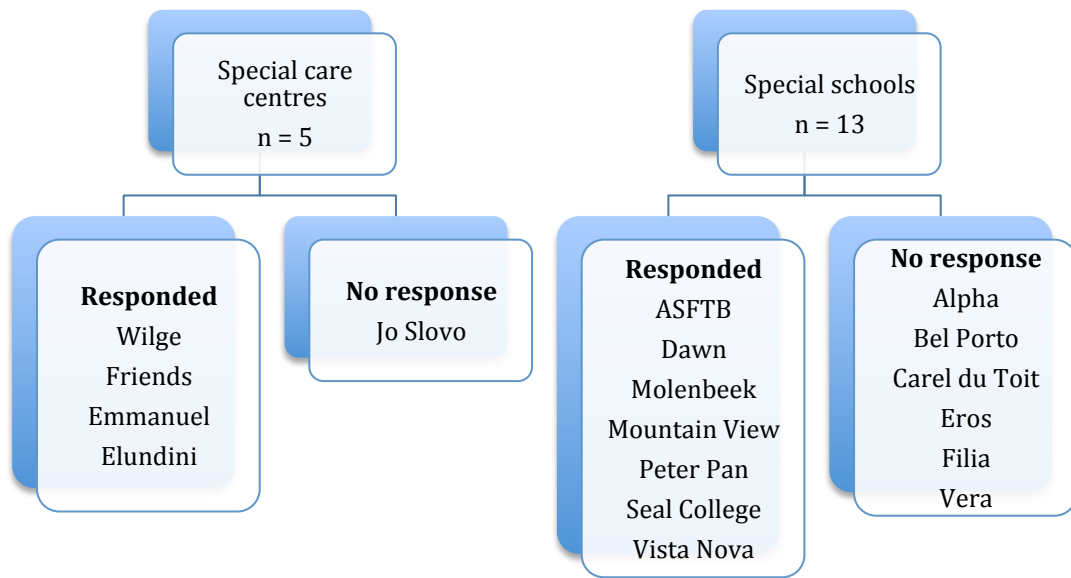 Special care
centres
n = 5
Special schools
n = 13
Responded
Wilge
Friends
Emmanuel
Elundini
No response
Jo Slovo
Responded
ASFTB
Dawn
Molenbeek
Mountain View
Peter Pan
Seal College
Vista Nova
No response
Alpha
Bel Porto
Carel du Toit
Eros
Filia
Vera